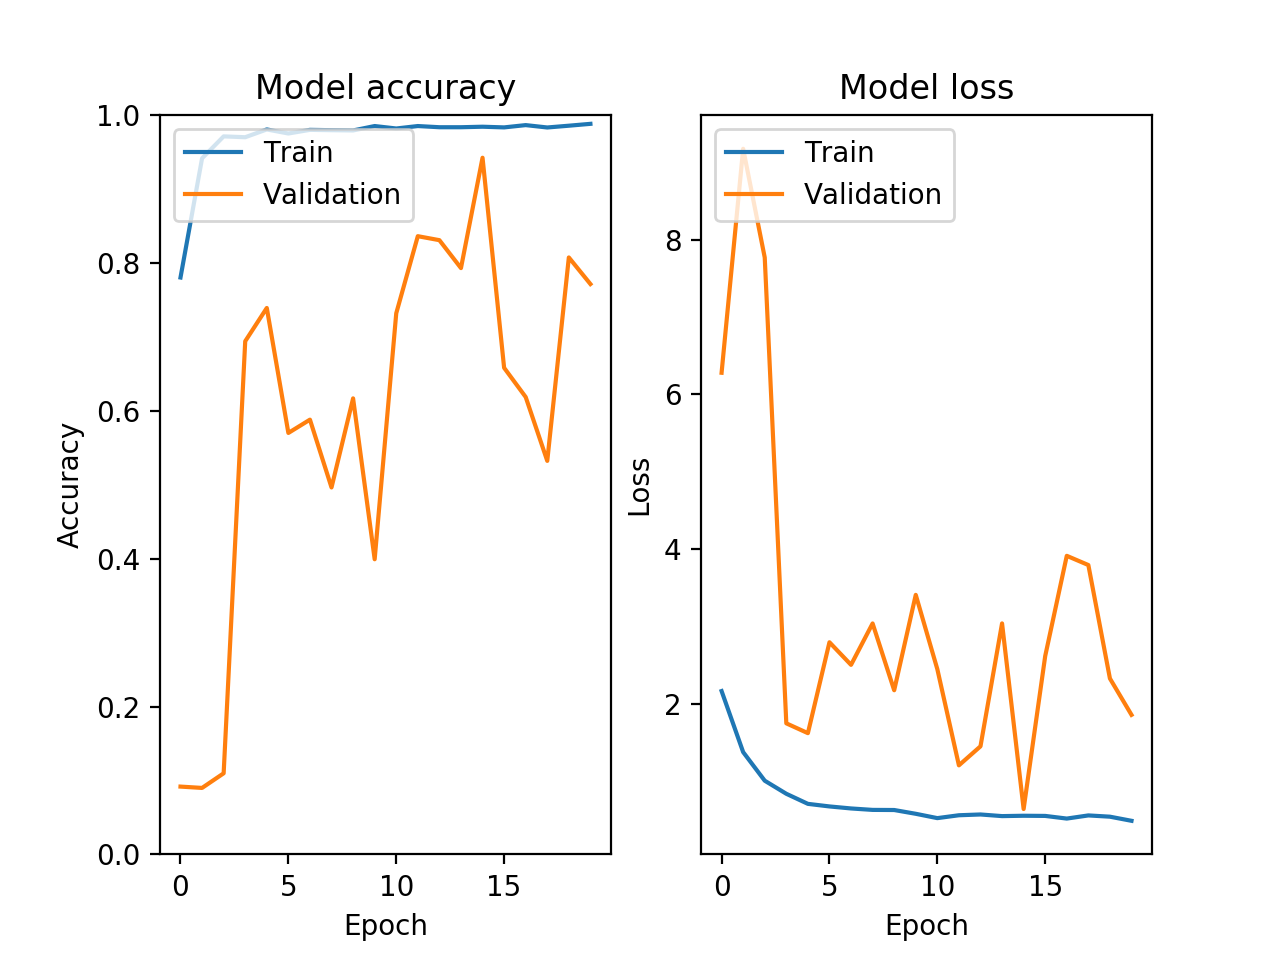 Model accuracy
1.0
0.8
0.6
0.4
0.2
0.0
Accuracy
Train
Validation
0 5 10 15
Epoch
Model loss
8
6
4
2
Loss
Train
Validation
0 5 10 15
Epoch